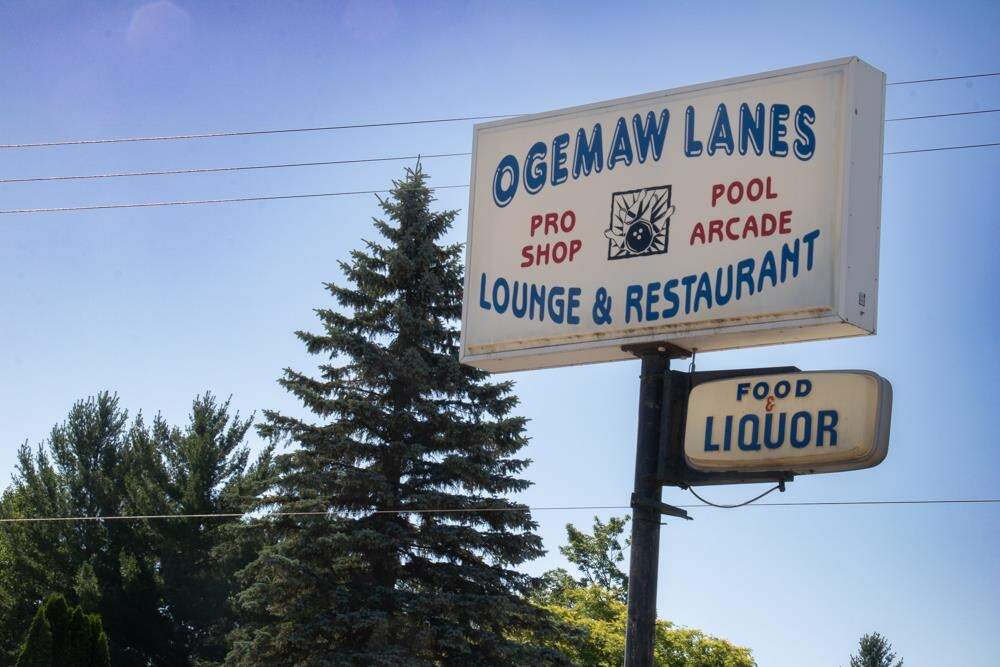 OGEMAW LANES
PRO
SHOP
POOL
ARCADE
LOUNGE & RESTAURANT
FOOD
&
LIQUOR